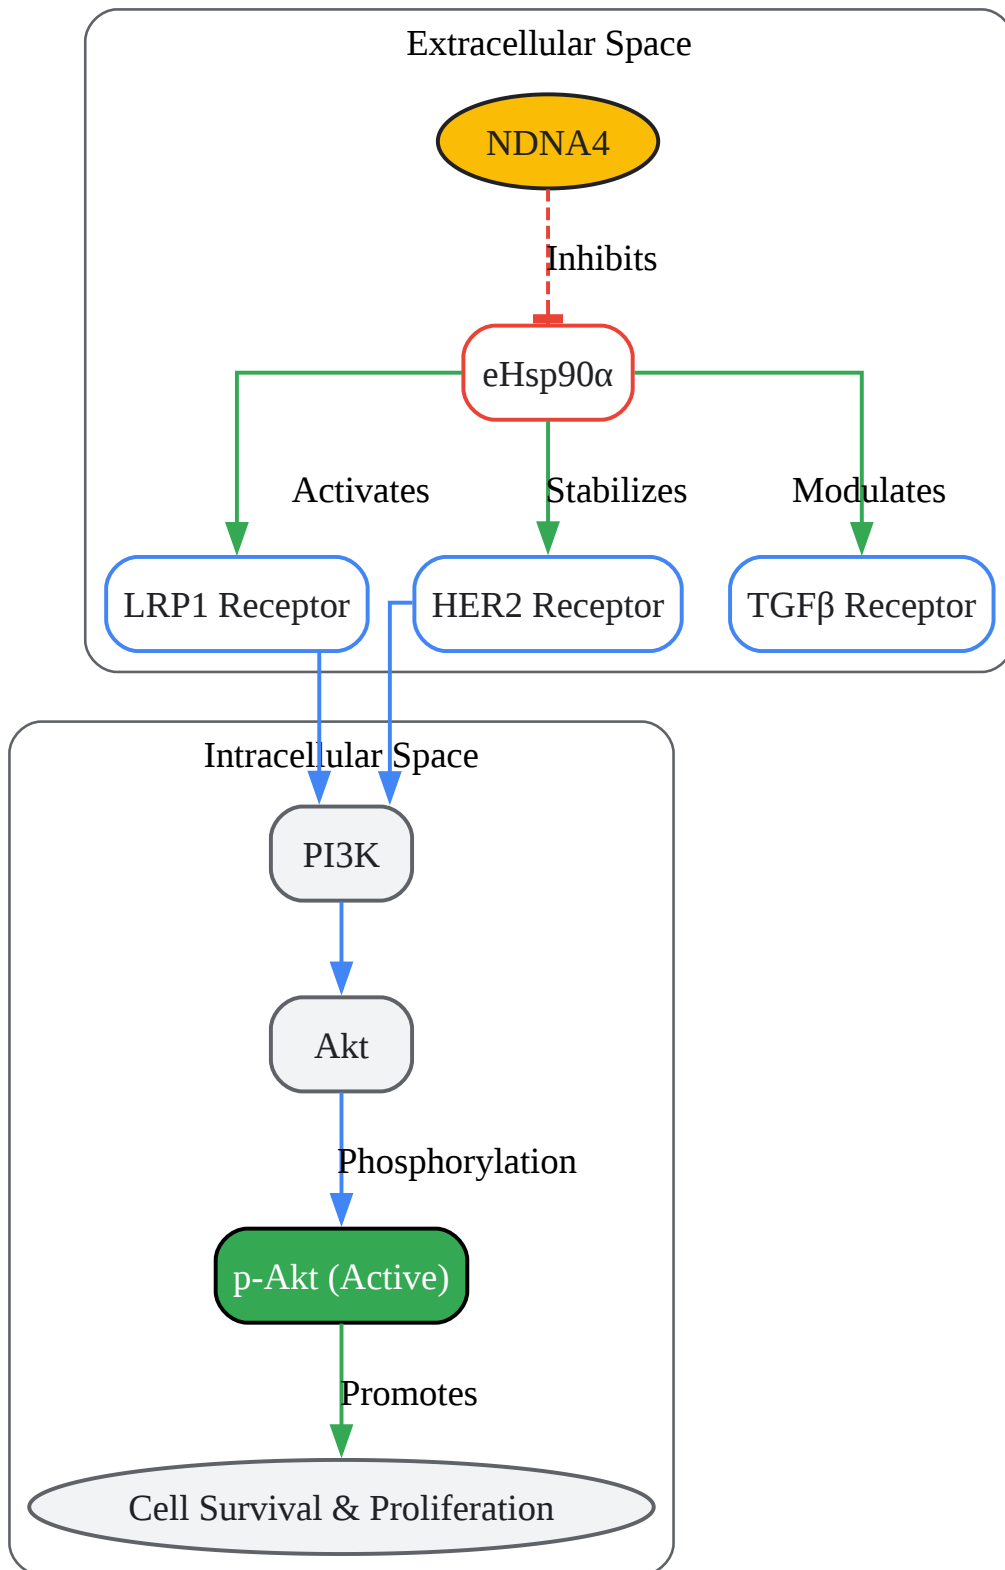 Extracellular Space
NDNA4
Inhibits
eHsp90α
Activates
Stabilizes
Modulates
LRP1 Receptor
HER2 Receptor
TGFβ Receptor
Intracellular Space
PI3K
Akt
Phosphorylation
p-Akt (Active)
Promotes
Cell Survival & Proliferation